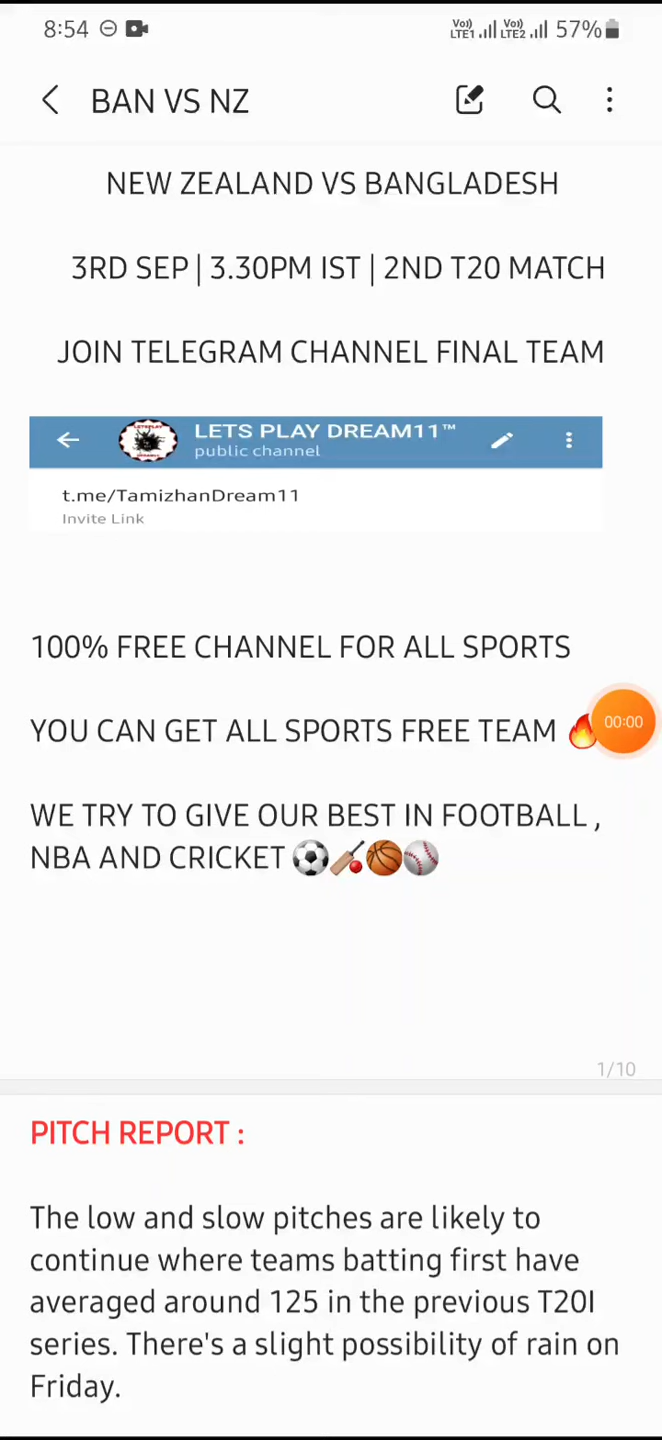 8:54
Vo) LTE1 Vo) LTE2 57%
BAN VS NZ
NEW ZEALAND VS BANGLADESH
3RD SEP | 3.30PM IST | 2ND T20 MATCH
JOIN TELEGRAM CHANNEL FINAL TEAM
LETS PLAY DREAM11™
public channel
t.me/TamizhanDream11
Invite Link
100% FREE CHANNEL FOR ALL SPORTS
YOU CAN GET ALL SPORTS FREE TEAM 🔥
00:00
WE TRY TO GIVE OUR BEST IN FOOTBALL ,
NBA AND CRICKET ⚽🏏🏀⚾
1/10
PITCH REPORT :
The low and slow pitches are likely to
continue where teams batting first have
averaged around 125 in the previous T20I
series. There's a slight possibility of rain on
Friday.